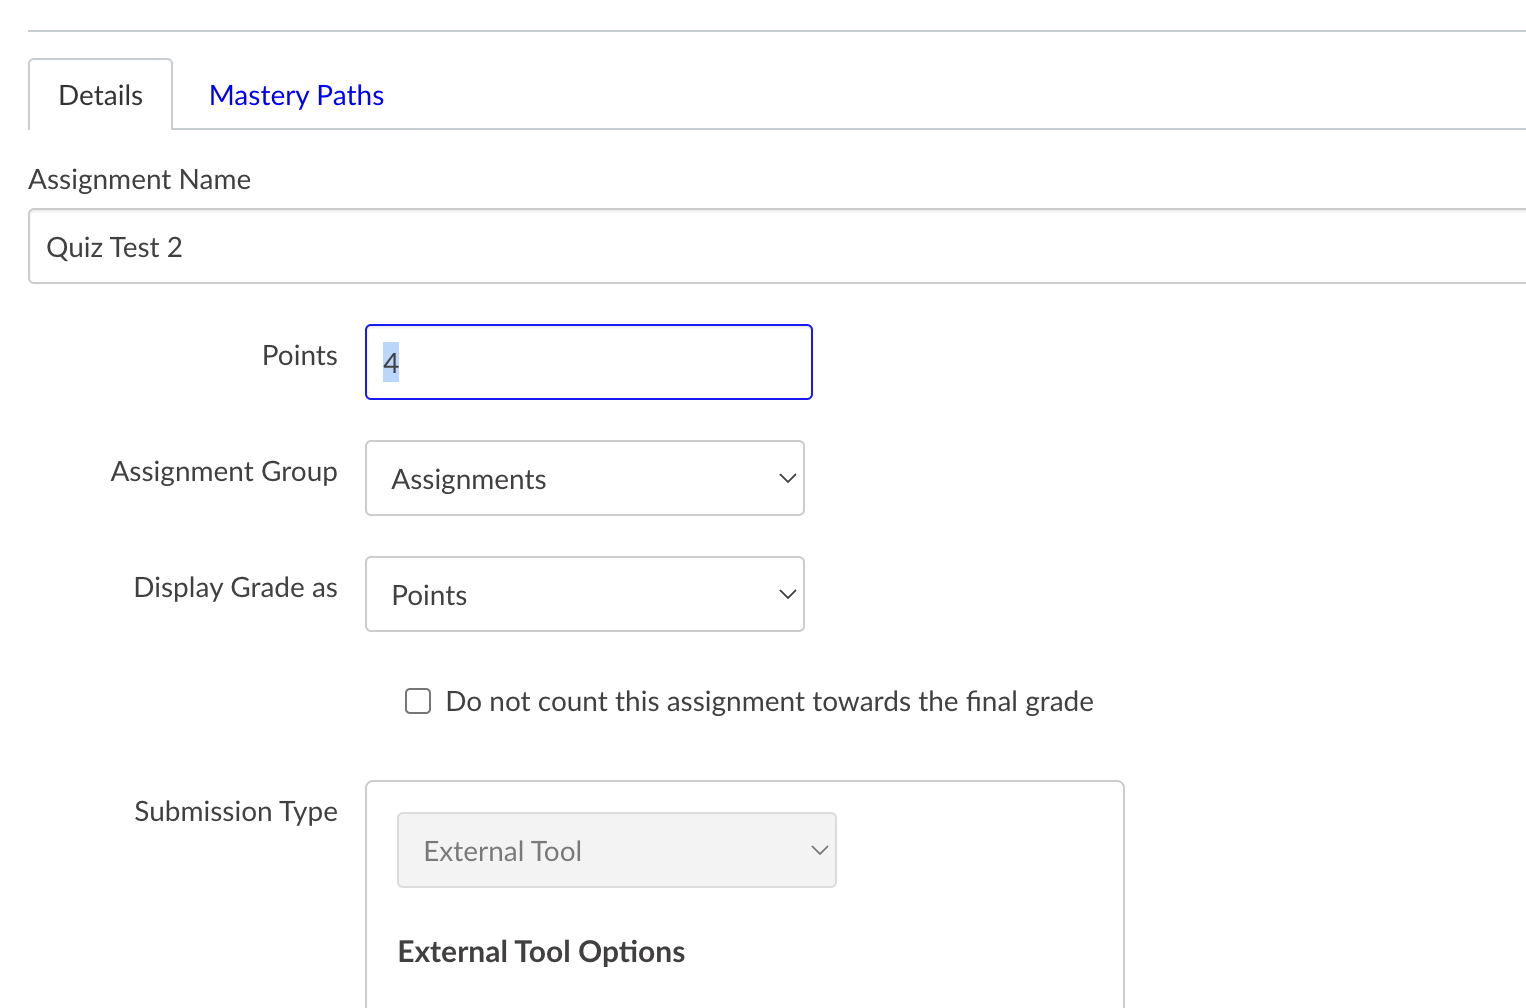 Details
Mastery Paths
Assignment Name
Quiz Test 2
Points
4
Assignment Group
Assignments
Display Grade as
Points
Do not count this assignment towards the final grade
Submission Type
External Tool
External Tool Options